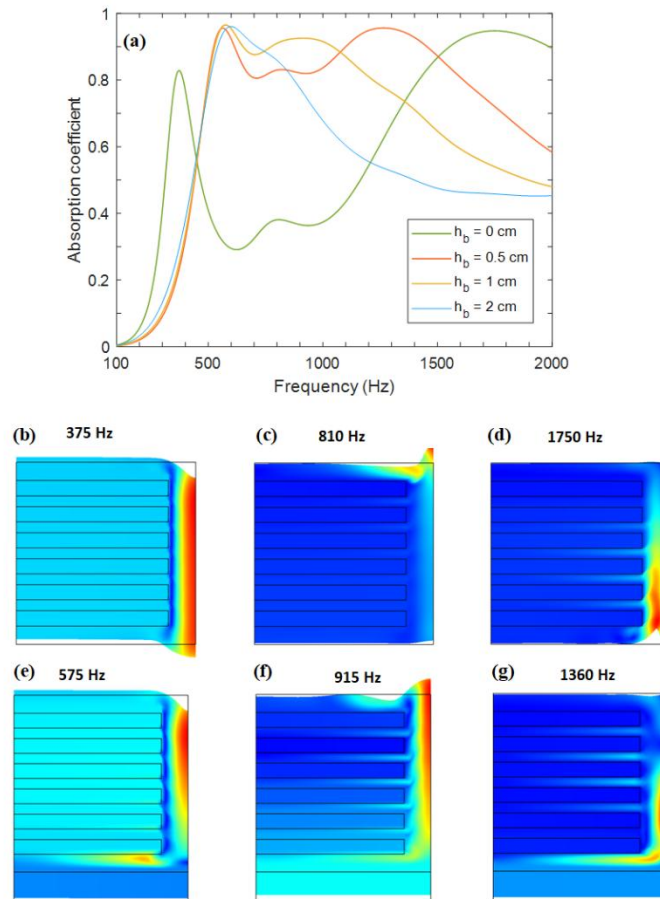 (a)
1
0.8
0.6
0.4
0.2
0
Absorption coefficient
h_b = 0 cm
h_b = 0.5 cm
h_b = 1 cm
h_b = 2 cm
100 500 1000 1500 2000
Frequency (Hz)
(b) 375 Hz (c) 810 Hz (d) 1750 Hz
(e) 575 Hz (f) 915 Hz (g) 1360 Hz